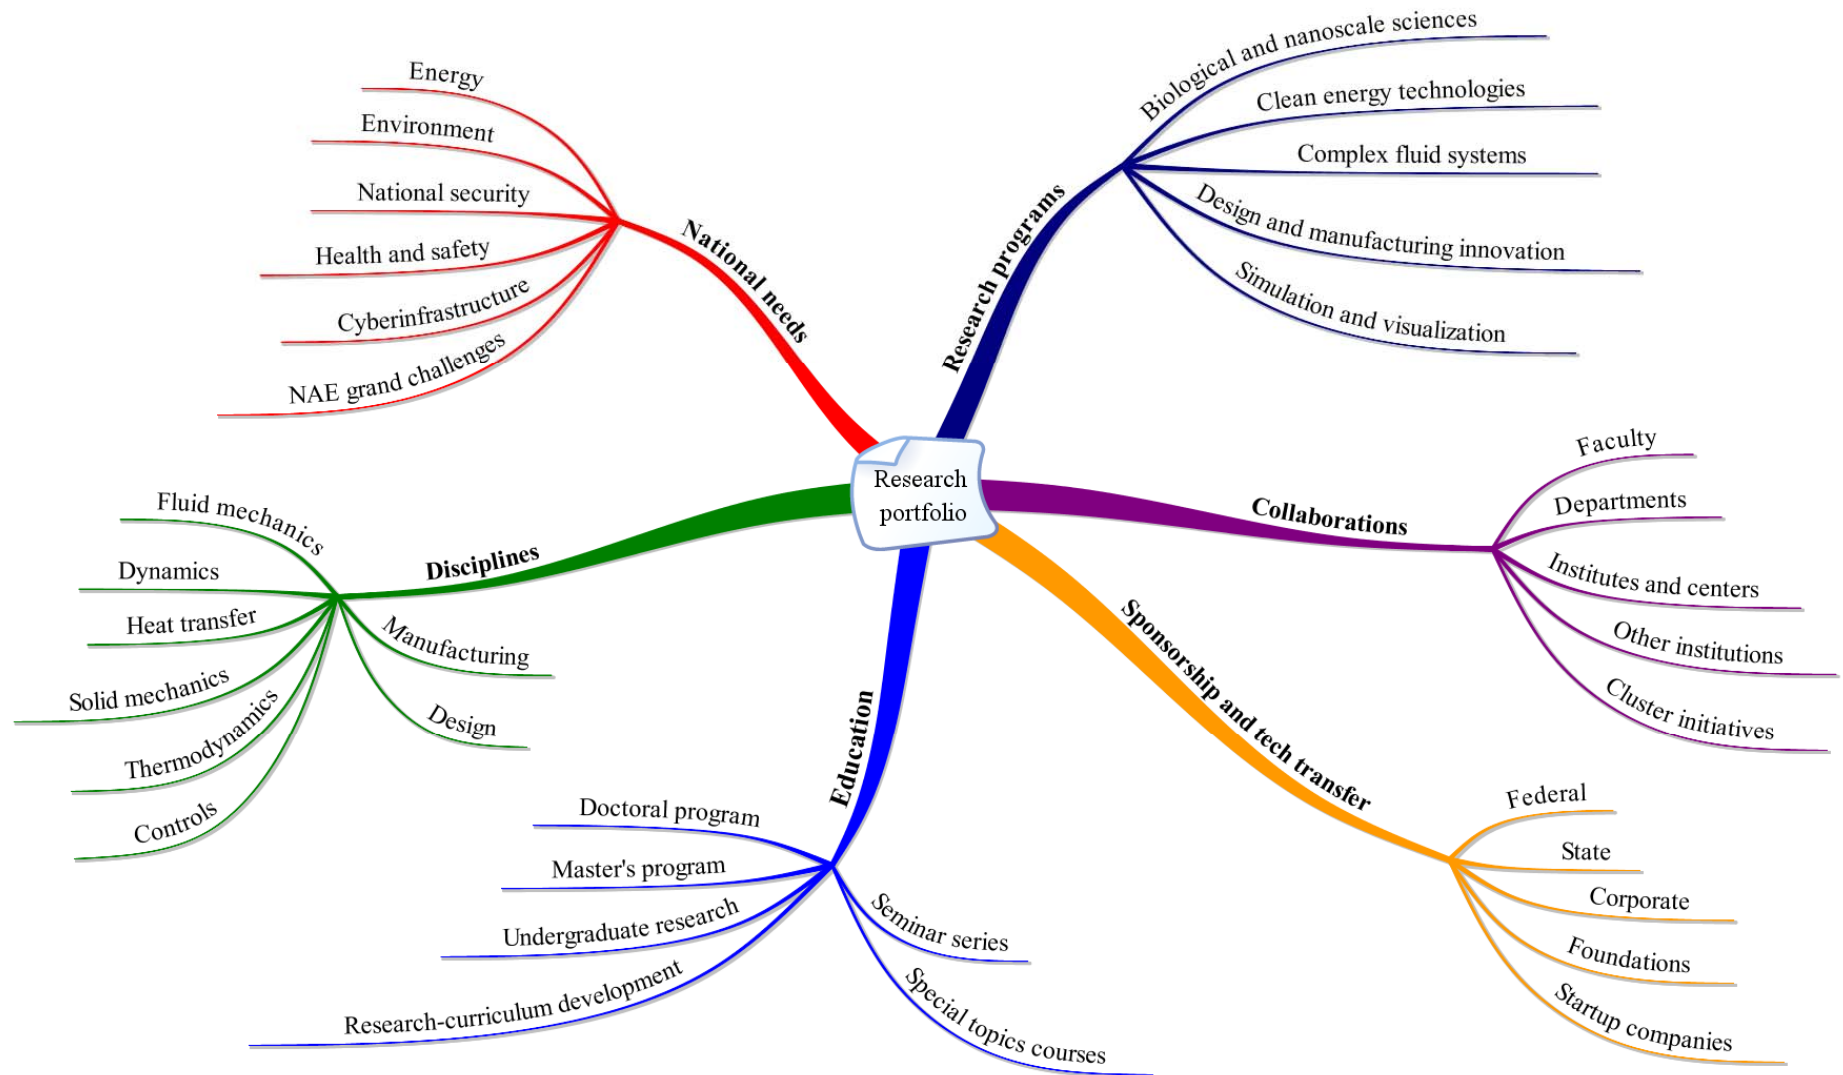 Research
portfolio
National needs
Energy
Environment
National security
Health and safety
Cyberinfrastructure
NAE grand challenges
Research programs
Biological and nanoscale sciences
Clean energy technologies
Complex fluid systems
Design and manufacturing innovation
Simulation and visualization
Collaborations
Faculty
Departments
Institutes and centers
Other institutions
Cluster initiatives
Sponsorship and tech transfer
Federal
State
Corporate
Foundations
Startup companies
Education
Doctoral program
Master's program
Undergraduate research
Research-curriculum development
Seminar series
Special topics courses
Disciplines
Fluid mechanics
Dynamics
Heat transfer
Solid mechanics
Thermodynamics
Controls
Manufacturing
Design